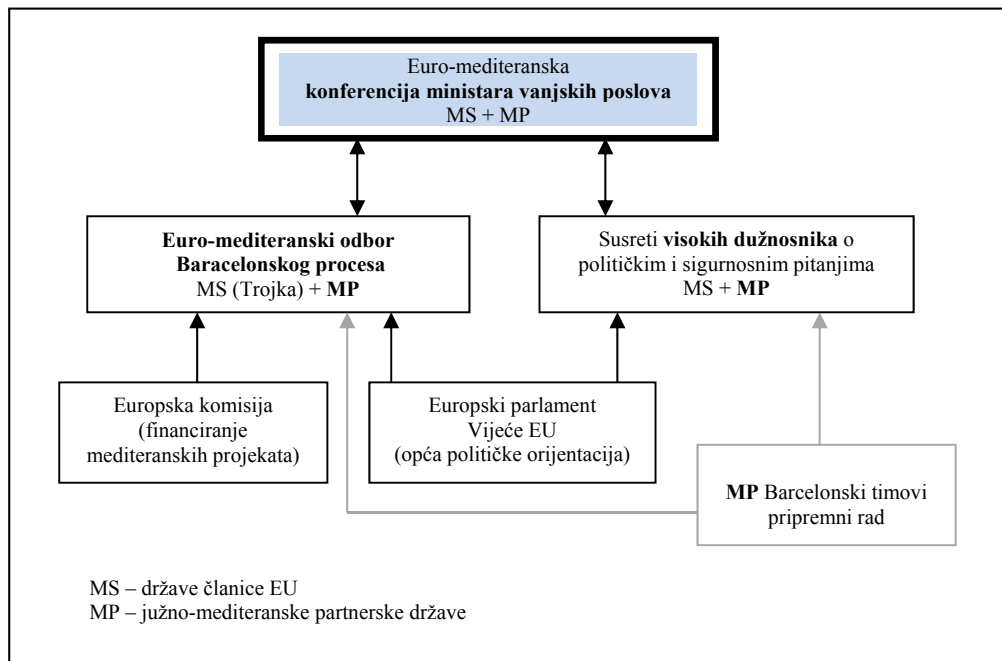 Euro-mediteranska
konferencija ministara vanjskih poslova
MS + MP
Euro-mediteranski odbor
Baracelonskog procesa
MS (Trojka) + MP
Susreti visokih dužnosnika o
političkim i sigurnosnim pitanjima
MS + MP
Europska komisija
(financiranje
mediteranskih projekata)
Europski parlament
Vijeće EU
(opća političke orijentacija)
MP Barcelonski timovi
pripremni rad
MS – države članice EU
MP – južno-mediteranske partnerske države